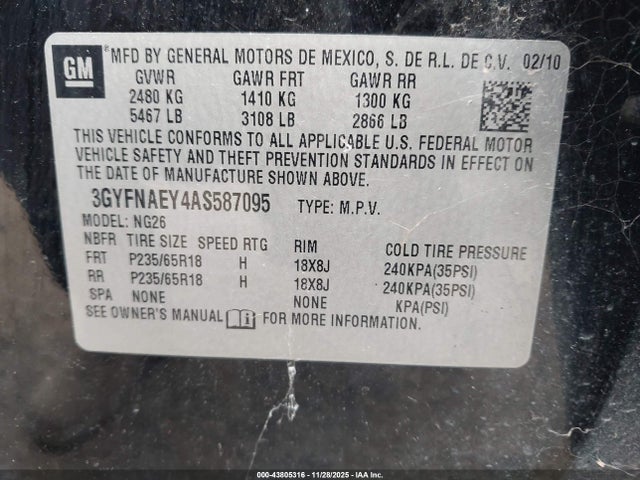 GM
MFD BY GENERAL MOTORS DE MEXICO, S. DE R.L. DE C.V. 02/10
GVWR GAWR FRT GAWR RR
2480 KG 1410 KG 1300 KG
5467 LB 3108 LB 2866 LB
THIS VEHICLE CONFORMS TO ALL APPLICABLE U.S. FEDERAL MOTOR
VEHICLE SAFETY AND THEFT PREVENTION STANDARDS IN EFFECT ON
THE DATE OF MANUFACTURE SHOWN ABOVE.
3GYFNAEY4AS587095 TYPE: M.P.V.
MODEL: NG26
NBFR TIRE SIZE SPEED RTG RIM COLD TIRE PRESSURE
FRT P235/65R18 H 18X8J 240KPA(35PSI)
RR P235/65R18 H 18X8J 240KPA(35PSI)
SPA NONE NONE KPA(PSI)
SEE OWNER'S MANUAL FOR MORE INFORMATION.
000-43805316 - 11/28/2025 - IAAI Inc.